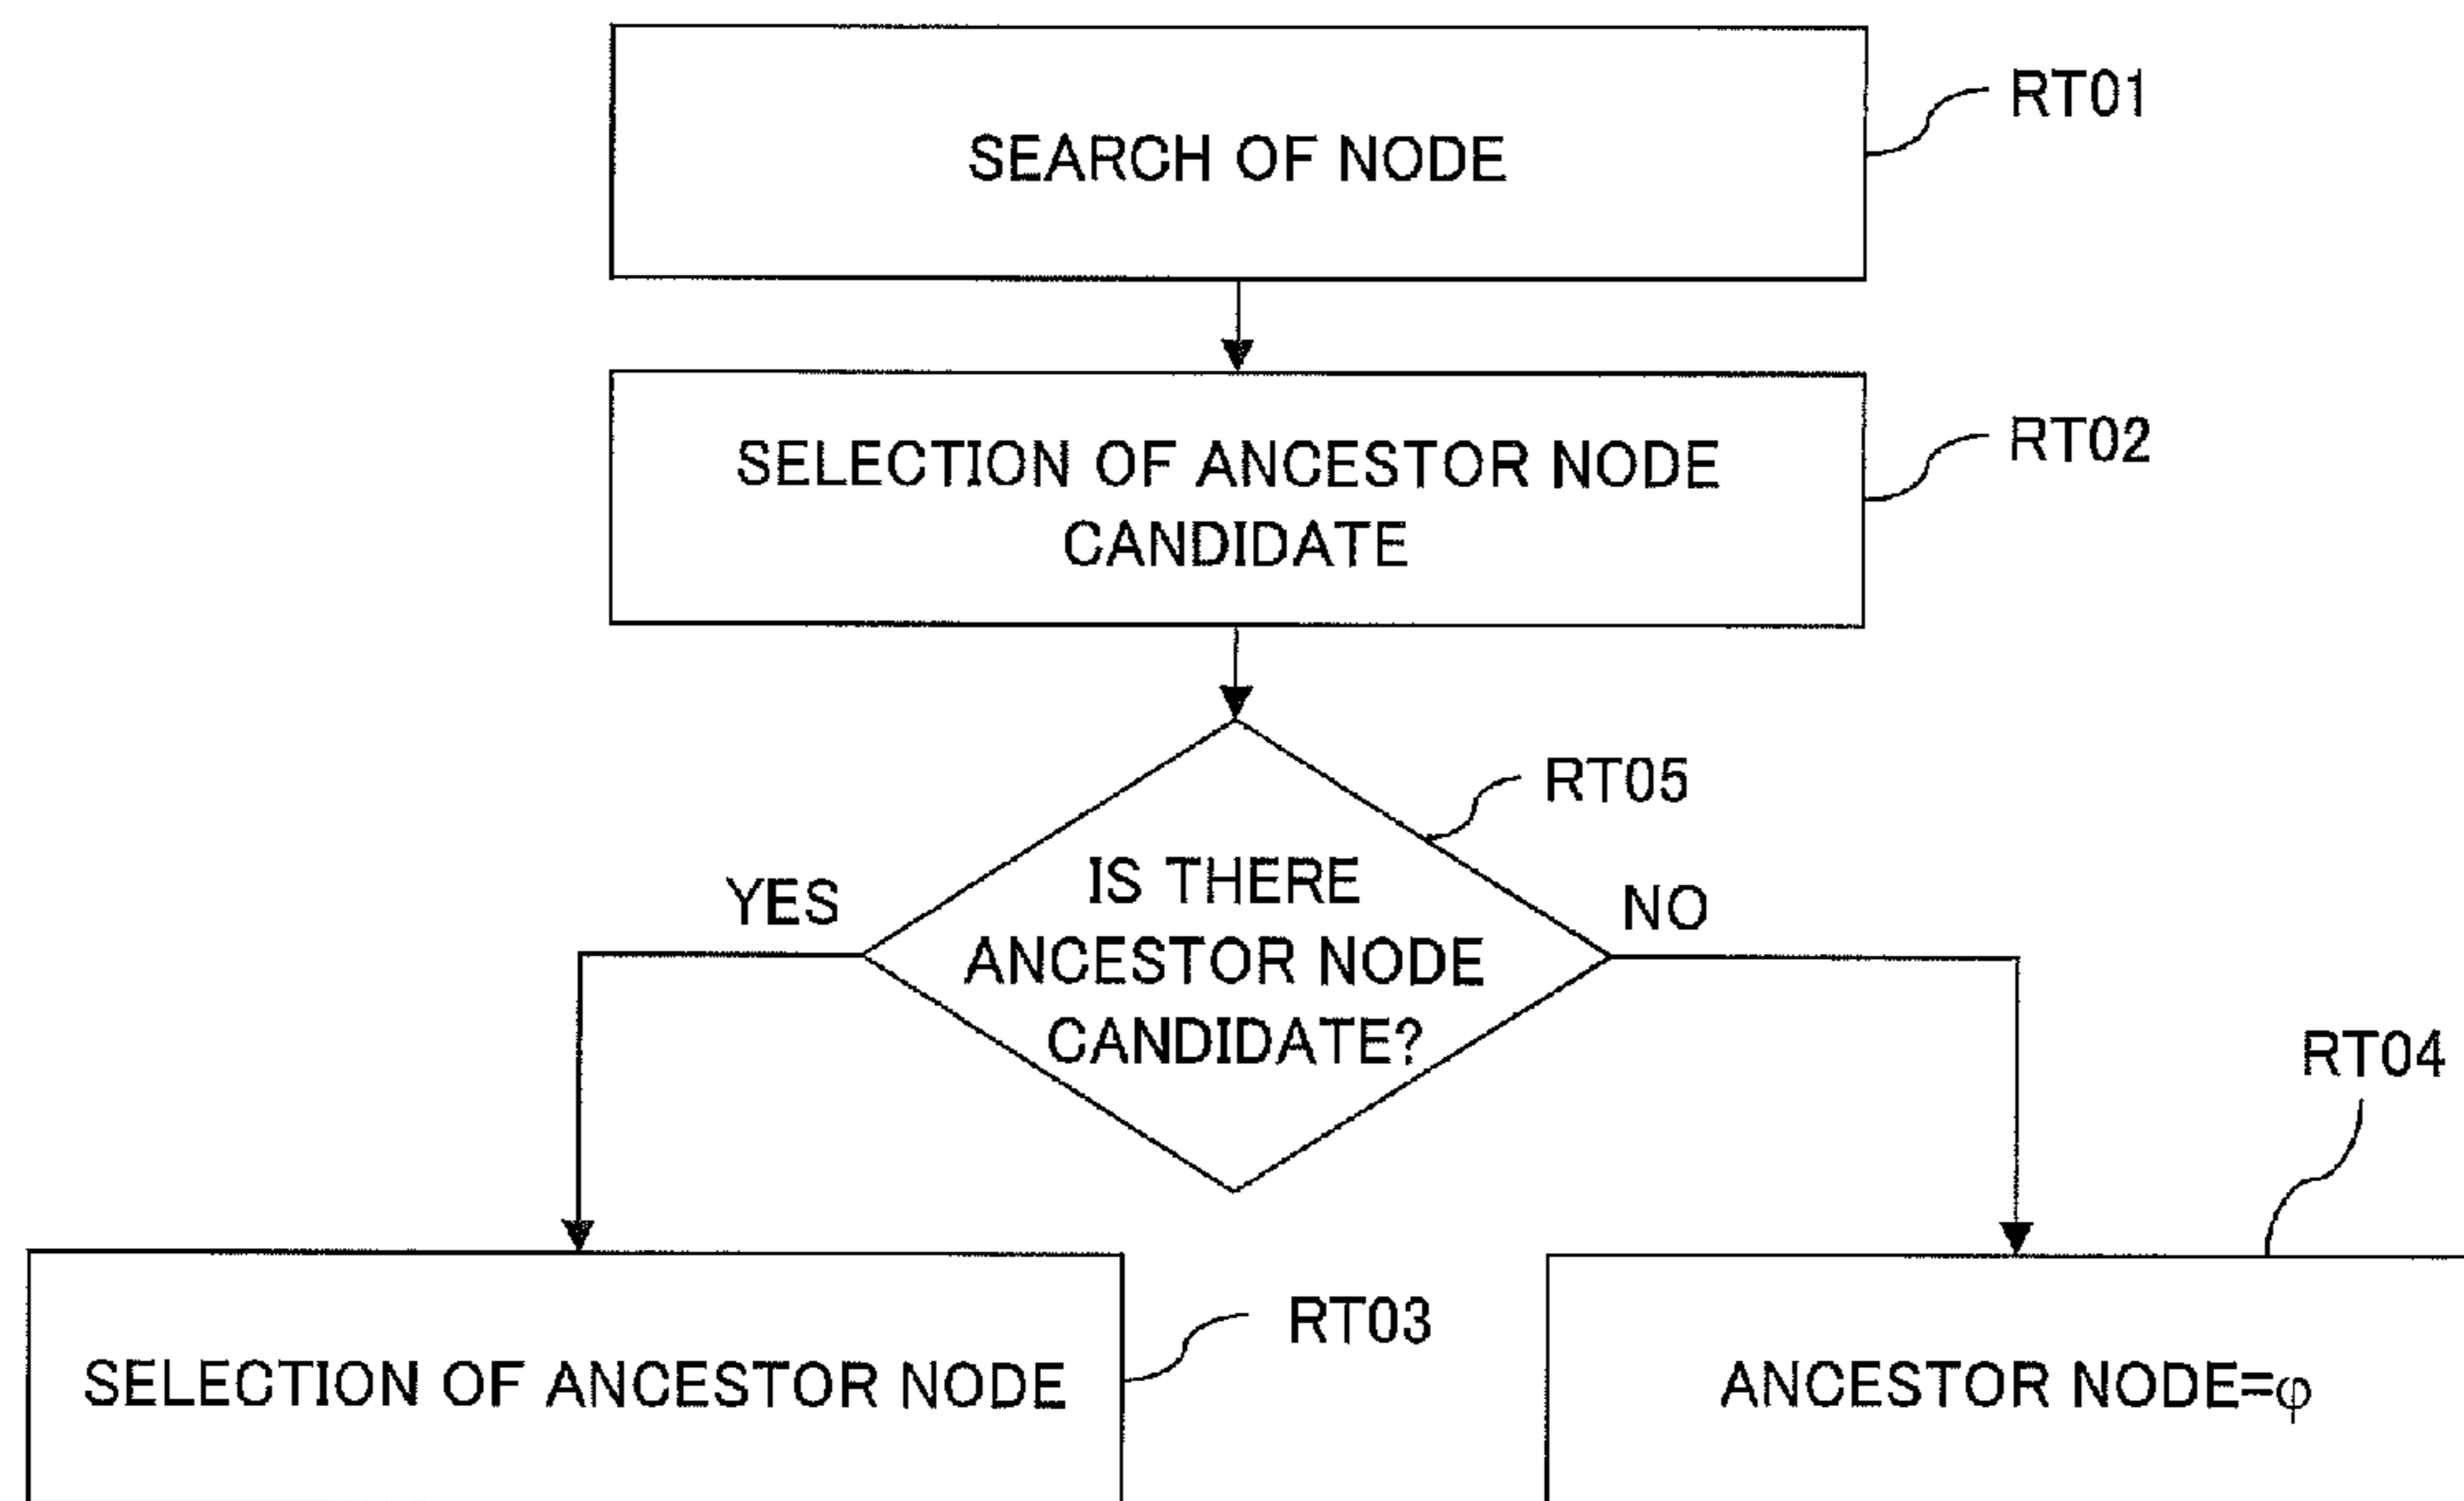 SEARCH OF NODE
RT01
SELECTION OF ANCESTOR NODE
CANDIDATE
RT02
RT05
IS THERE
ANCESTOR NODE
CANDIDATE?
YES
NO
RT04
SELECTION OF ANCESTOR NODE
RT03
ANCESTOR NODE=φ